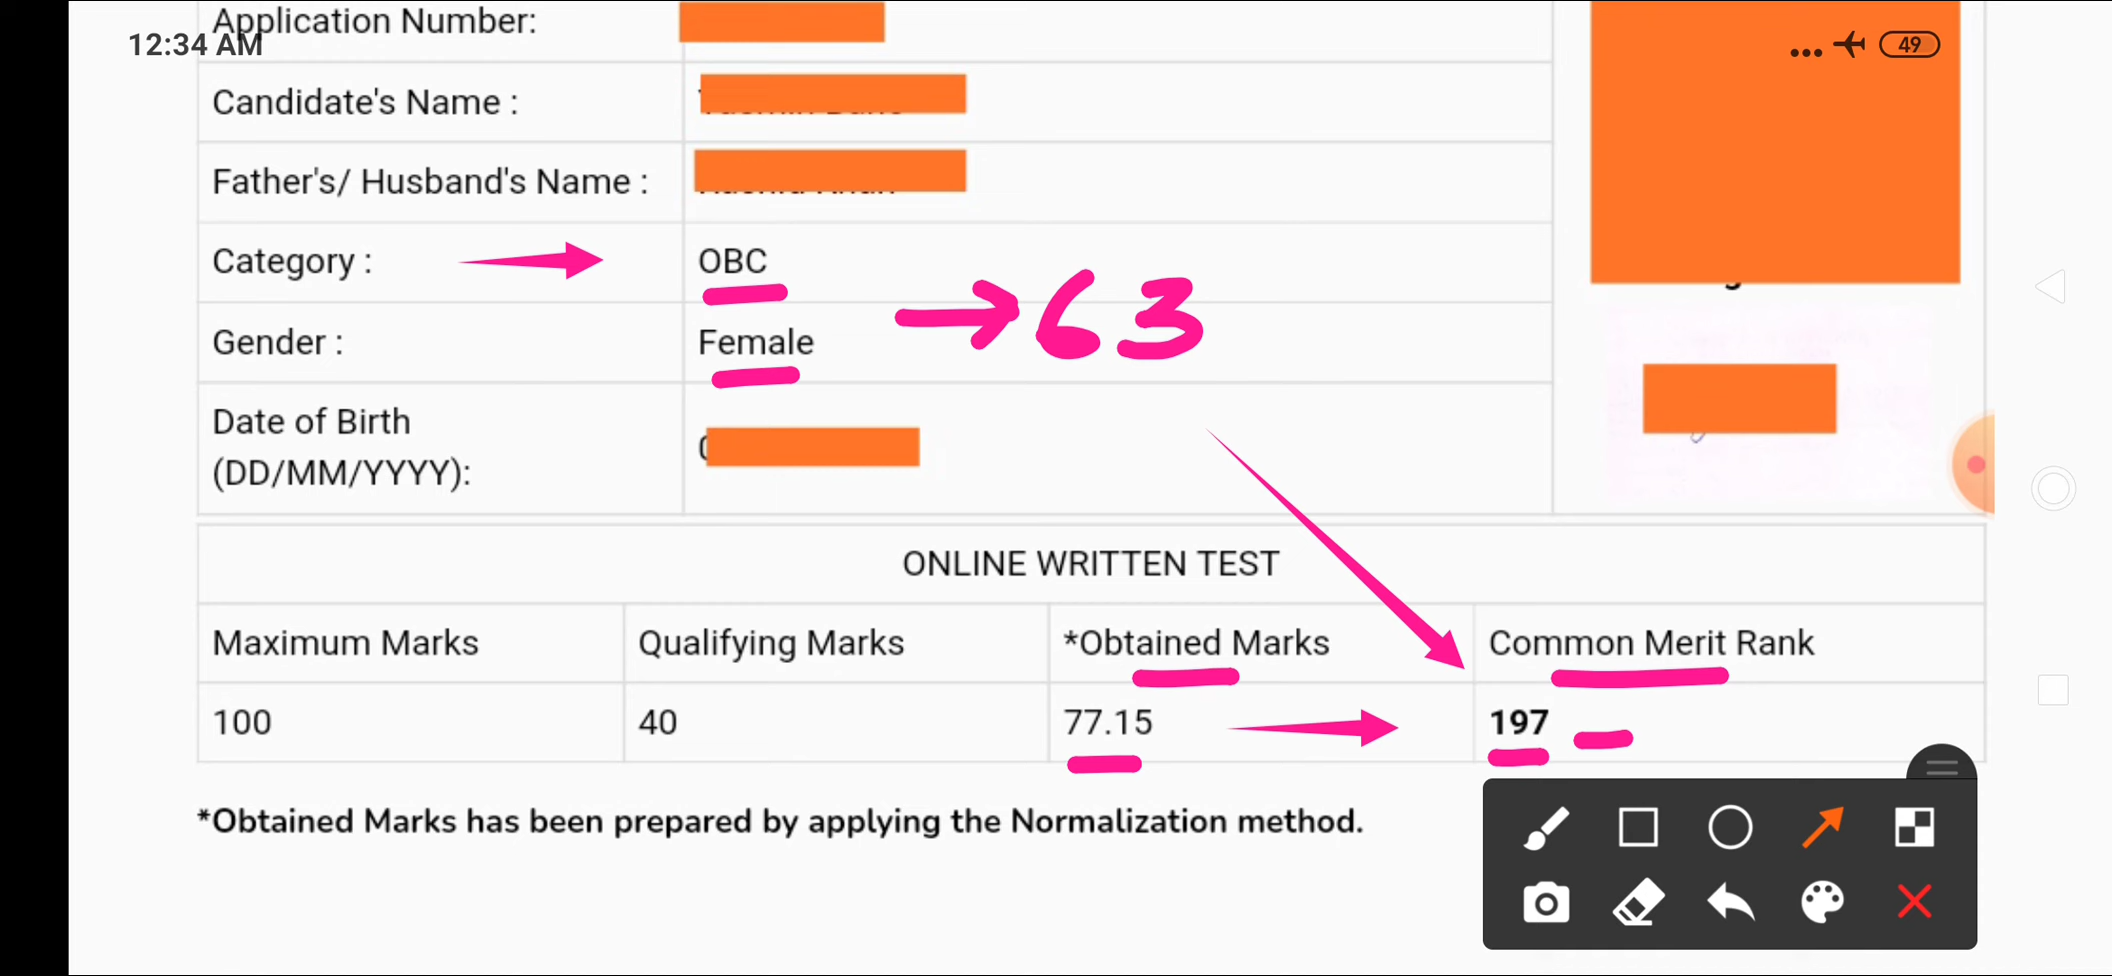 Application Number:
12:34 AM
49
Candidate's Name :
Father's/ Husband's Name :
Category :
OBC
63
Gender :
Female
Date of Birth
(DD/MM/YYYY):
ONLINE WRITTEN TEST
Maximum Marks Qualifying Marks *Obtained Marks Common Merit Rank
100 40 77.15 197
*Obtained Marks has been prepared by applying the Normalization method.